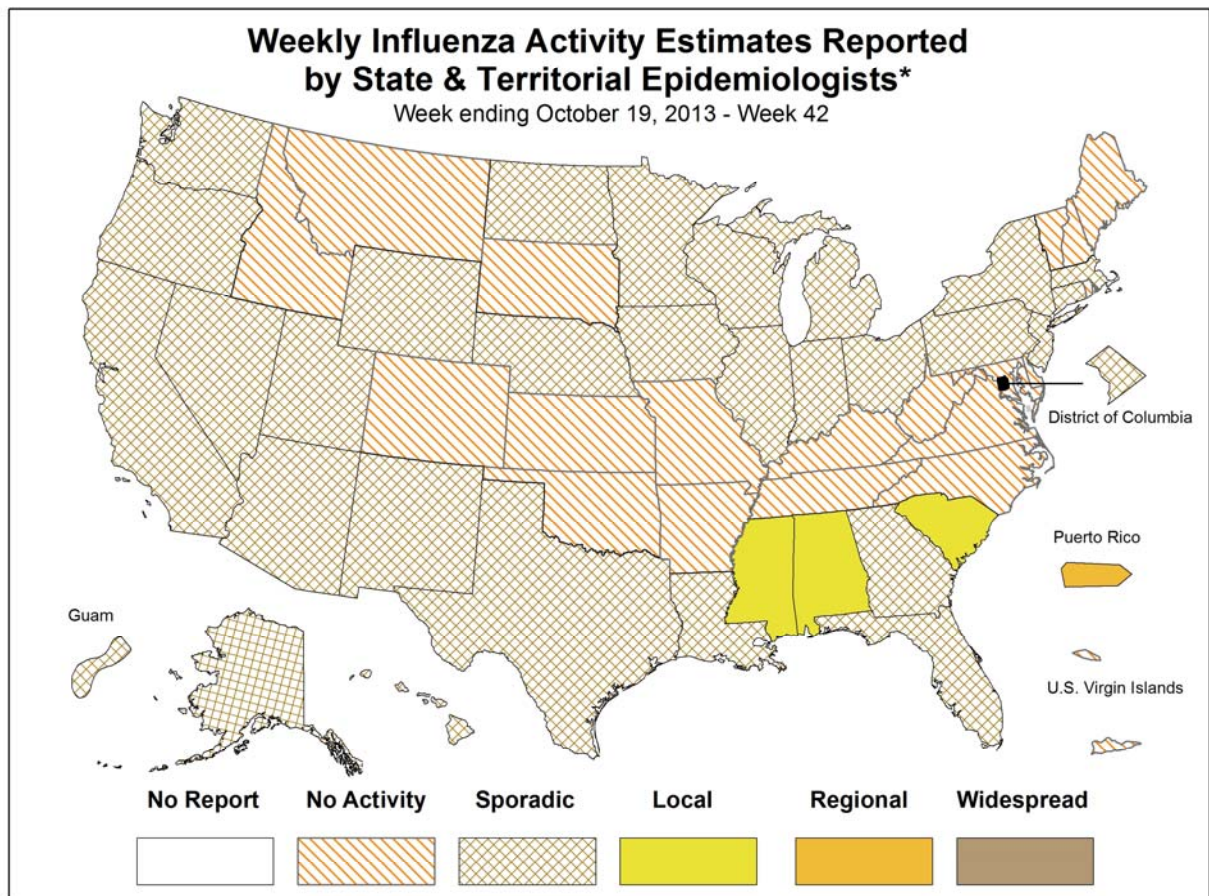 Weekly Influenza Activity Estimates Reported
by State & Territorial Epidemiologists*
Week ending October 19, 2013 - Week 42
District of Columbia
Puerto Rico
Guam
U.S. Virgin Islands
No Report No Activity Sporadic Local Regional Widespread